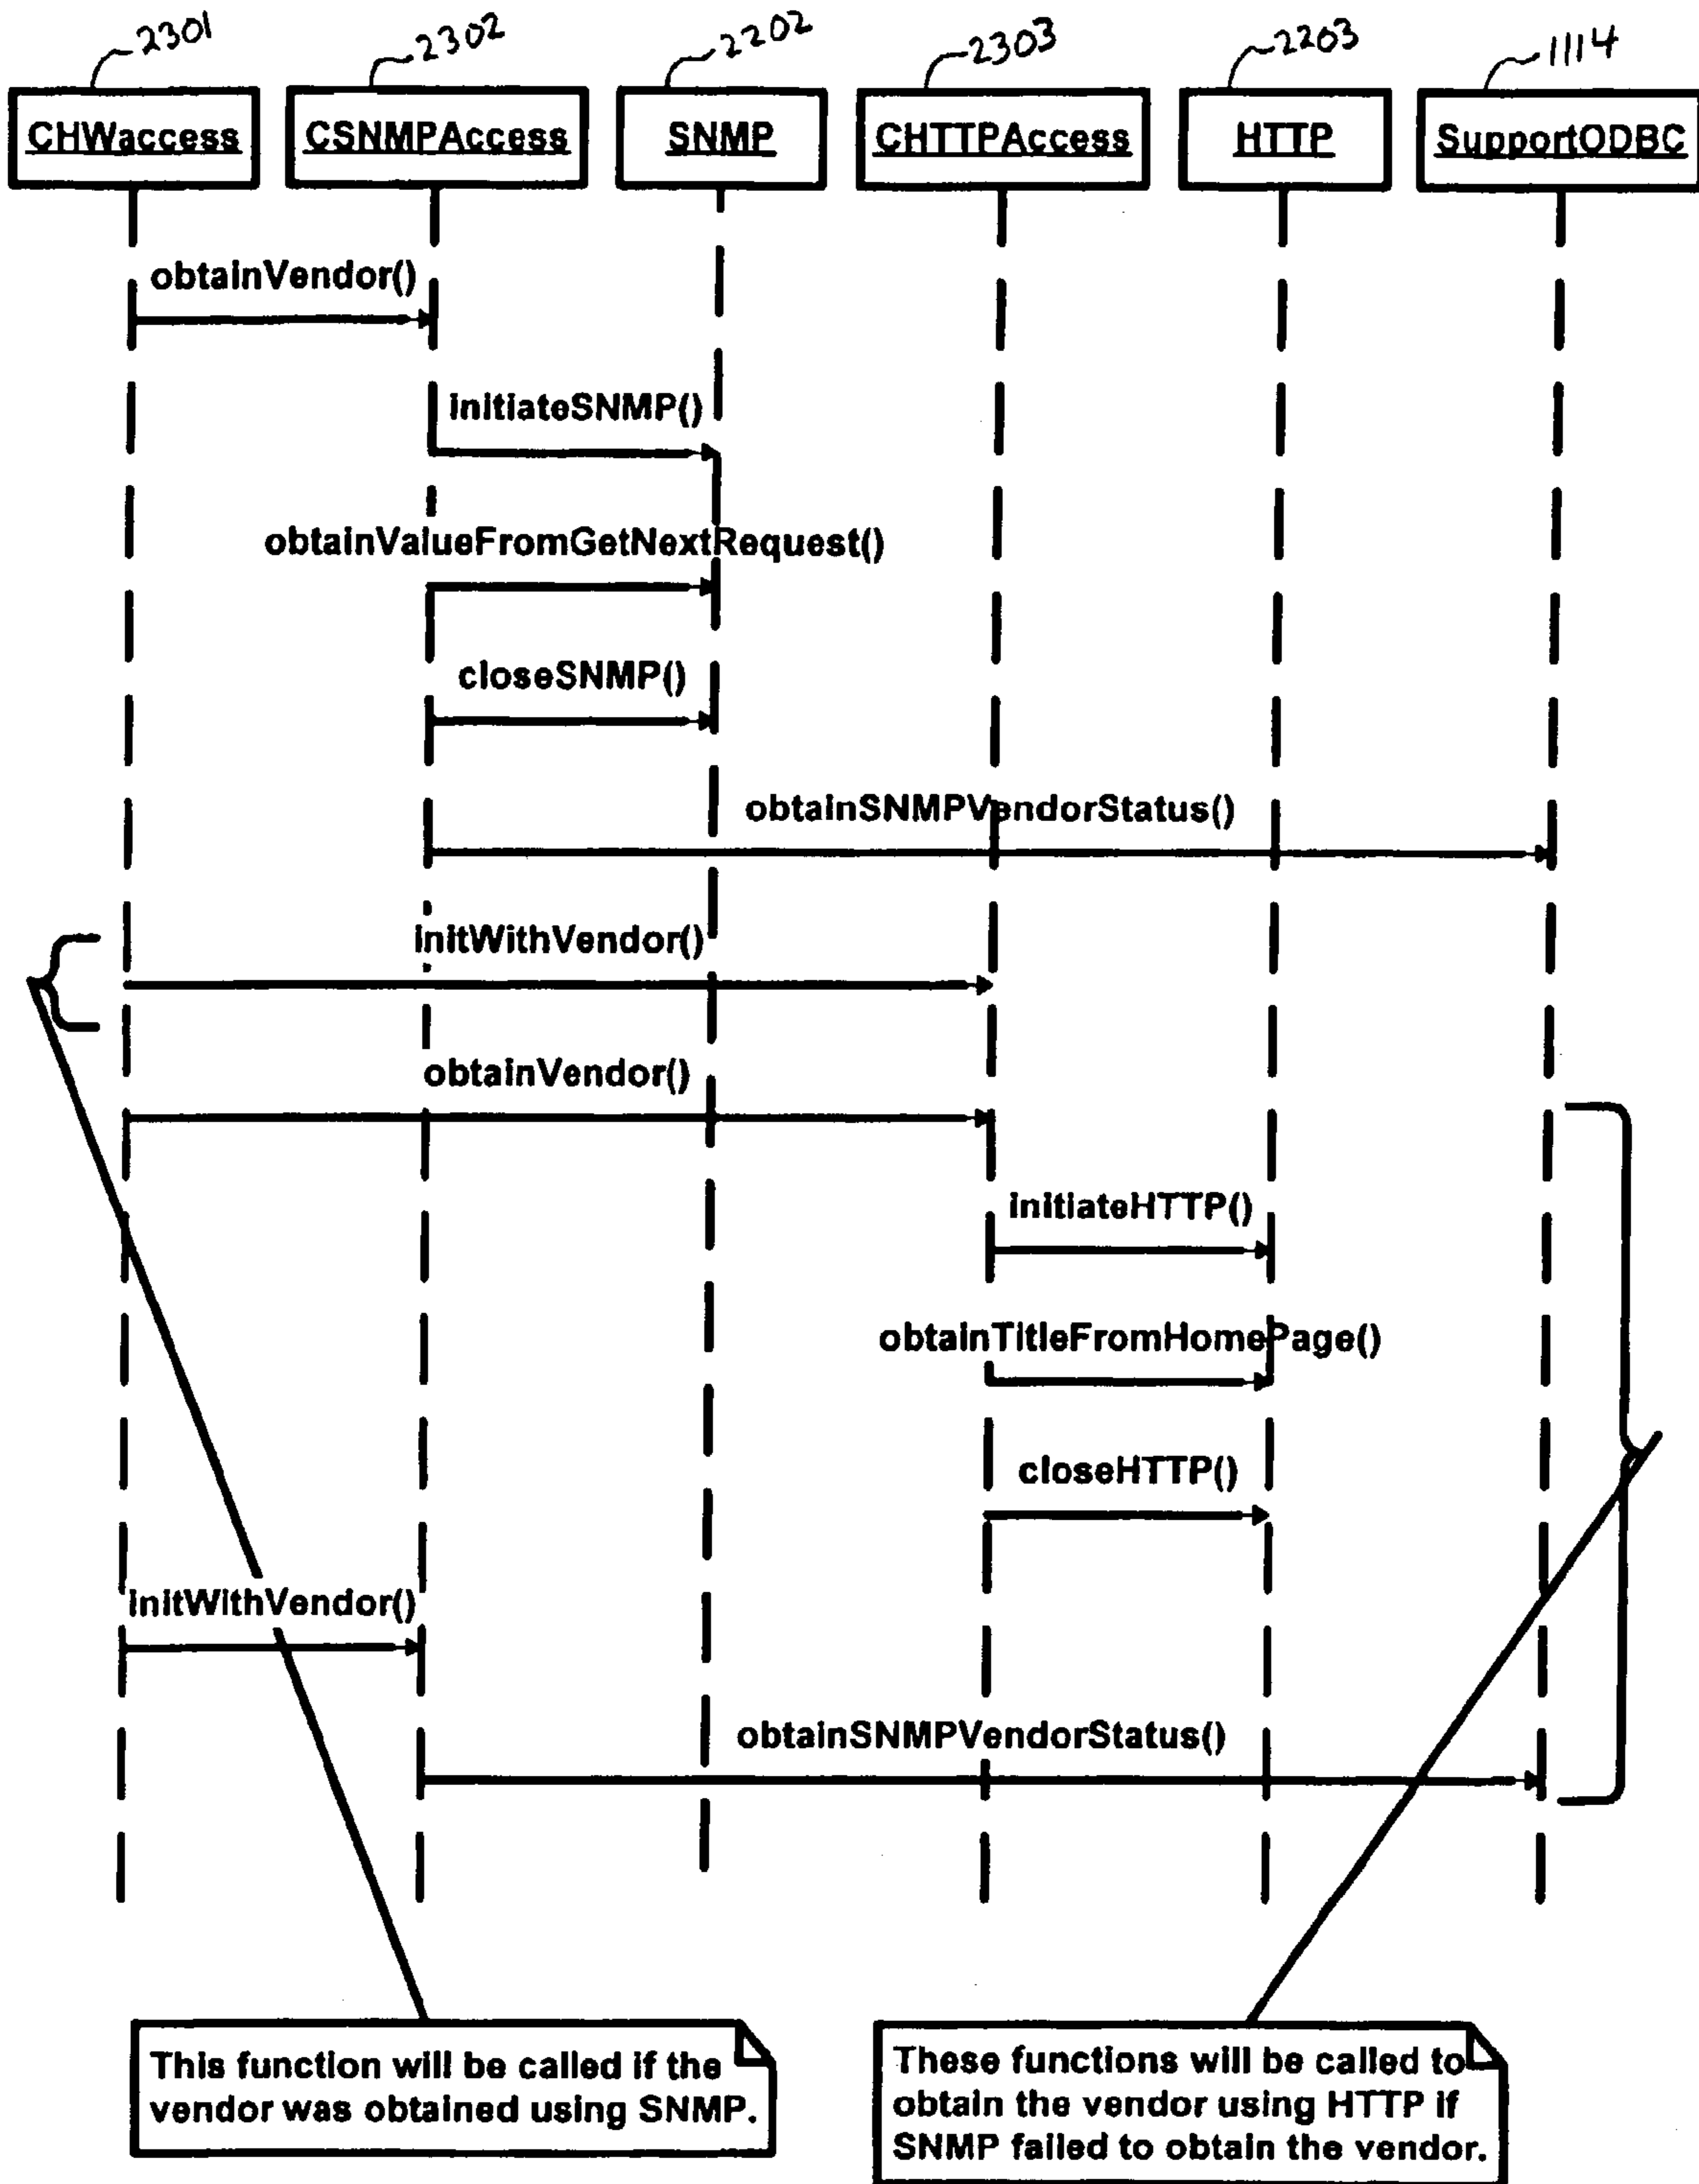 2301 2302 2202 2303 2203 1114
CHWaccess CSNMPAccess SNMP CHTTPAccess HTTP SupportODBC
obtainVendor()
initiateSNMP()
obtainValueFromGetNextRequest()
closeSNMP()
obtainSNMPVendorStatus()
initWithVendor()
obtainVendor()
initiateHTTP()
obtainTitleFromHomePage()
closeHTTP()
initWithVendor()
obtainSNMPVendorStatus()
This function will be called if the
vendor was obtained using SNMP.
These functions will be called to
obtain the vendor using HTTP if
SNMP failed to obtain the vendor.